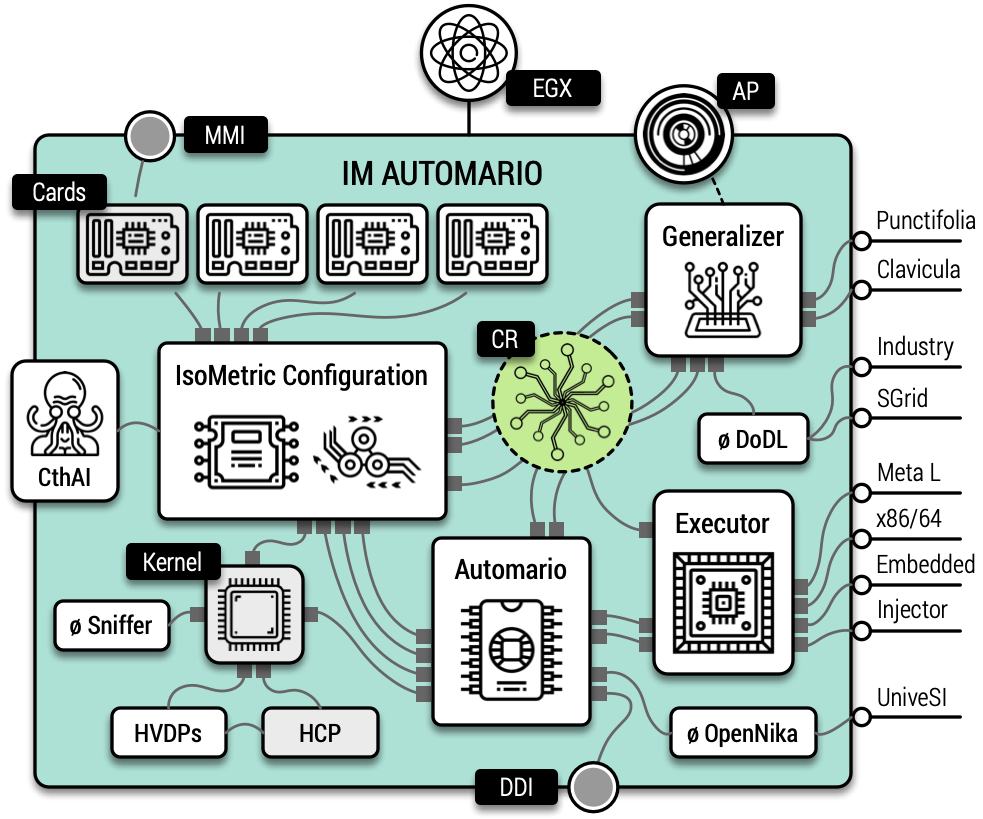 EGX
AP
MMI
IM AUTOMARIO
Cards
Generalizer
Punctifolia
Clavicula
CR
IsoMetric Configuration
Industry
SGrid
CthAI
ø DoDL
Meta L
x86/64
Embedded
Injector
Executor
Kernel
Automario
ø Sniffer
HVDPs
HCP
ø OpenNika
UniveSI
DDI